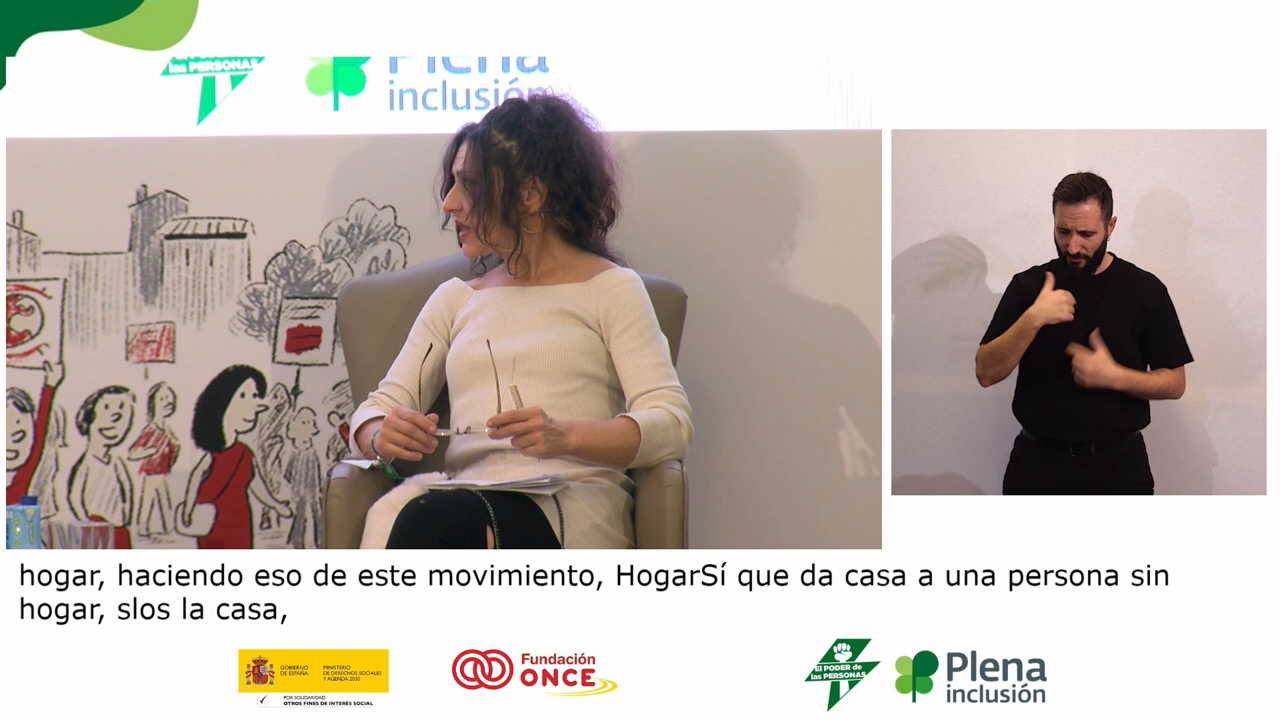 las PERSONAS
Plena
inclusión
hogar, haciendo eso de este movimiento, HogarSí que da casa a una persona sin
hogar, slos la casa,
GOBIERNO
DE ESPAÑA
MINISTERIO
DE DERECHOS SOCIALES
Y AGENDA 2030
POR SOLIDARIDAD
OTROS FINES DE INTERÉS SOCIAL
Fundación
ONCE
El PODER de
las PERSONAS
Plena
inclusión